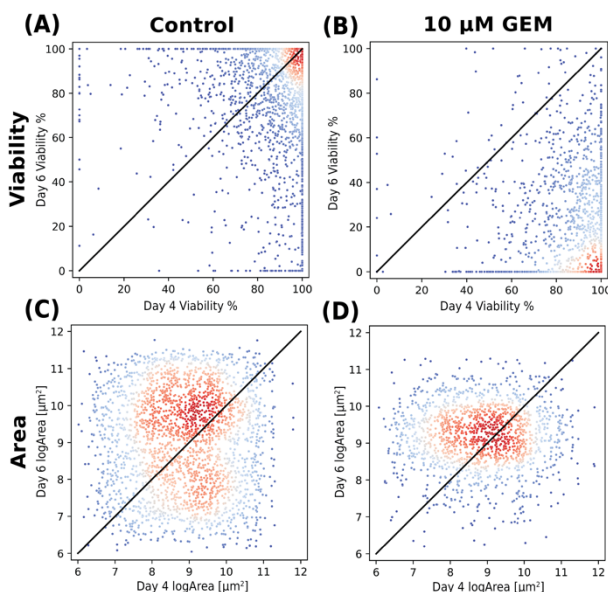 Control
10 µM GEM
(A)
(B)
Viability
Day 6 Viability %
100
80
60
40
20
0
0 20 40 60 80 100
Day 4 Viability %
Day 6 Viability %
100
80
60
40
20
0
0 20 40 60 80 100
Day 4 Viability %
(C)
(D)
Area
Day 6 logArea [µm²]
12
11
10
9
8
7
6
6 7 8 9 10 11 12
Day 4 logArea [µm²]
Day 6 logArea [µm²]
12
11
10
9
8
7
6
6 7 8 9 10 11 12
Day 4 logArea [µm²]